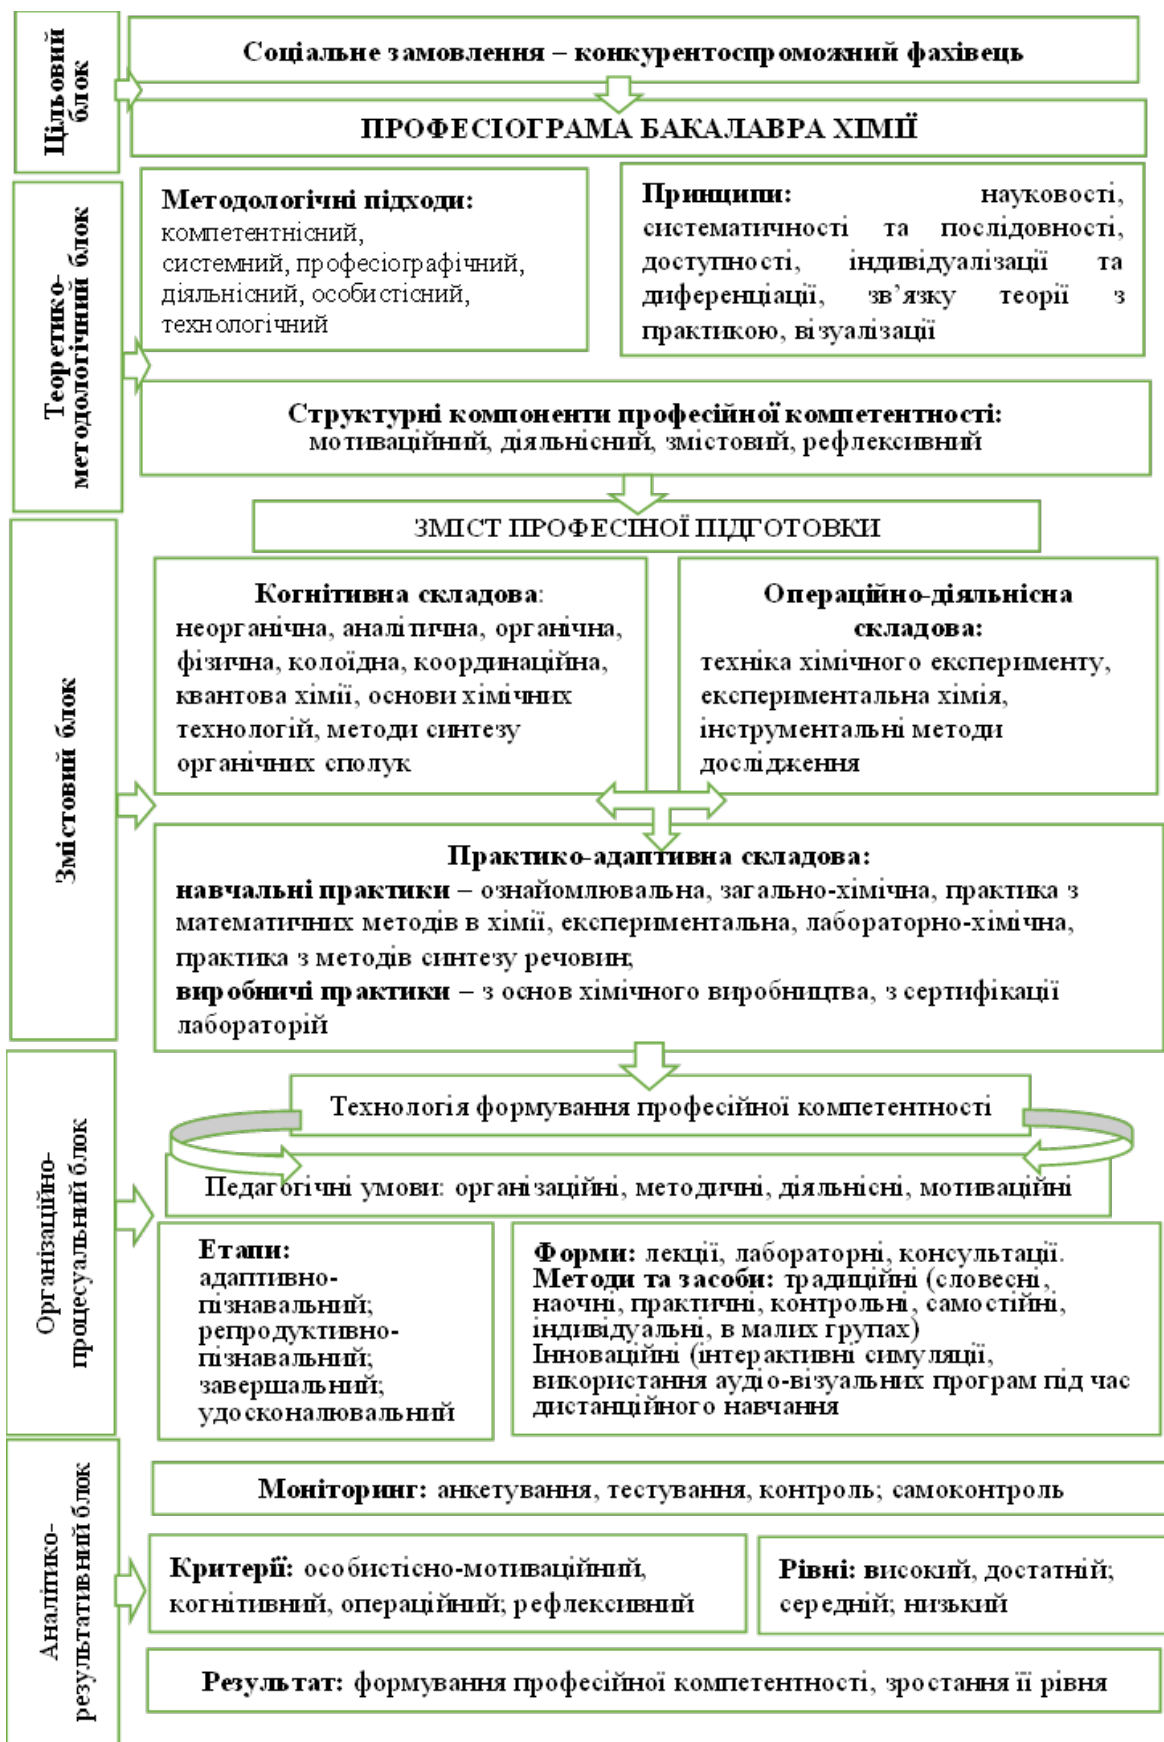 Цільовий
блок
Соціальне замовлення – конкурентоспроможний фахівець
ПРОФЕСІОГРАМА БАКАЛАВРА ХІМІЇ
Теоретико-
методологічний блок
Методологічні підходи:
компетентнісний,
системний, професіографічний,
діяльнісний, особистісний,
технологічний
Принципи: науковості,
систематичності та послідовності,
доступності, індивідуалізації та
диференціації, зв’язку теорії з
практикою, візуалізації
Структурні компоненти професійної компетентності:
мотиваційний, діяльнісний, змістовий, рефлексивний
Змістовий блок
ЗМІСТ ПРОФЕСІНОЇ ПІДГОТОВКИ
Когнитивна складова:
неорганічна, аналітична, органічна,
фізична, колоїдна, координаційна,
квантова хімії, основи хімічних
технологій, методи синтезу
органічних сполук
Операційно-діяльнісна
складова:
техніка хімічного експерименту,
експериментальна хімія,
інструментальні методи
дослідження
Практико-адаптивна складова:
навчальні практики – ознайомлювальна, загально-хімічна, практика з
математичних методів в хімії, експериментальна, лабораторно-хімічна,
практика з методів синтезу речовин;
виробничі практики – з основ хімічного виробництва, з сертифікації
лабораторій
Організаційно-
процесуальний блок
Технологія формування професійної компетентності
Педагогічні умови: організаційні, методичні, діяльнісні, мотиваційні
Етапи:
адаптивно-
пізнавальний;
репродуктивно-
пізнавальний;
завершальний;
удосконалювальний
Форми: лекції, лабораторні, консультації.
Методи та засоби: традиційні (словесні,
наочні, практичні, контрольні, самостійні,
індивідуальні, в малих групах)
Інноваційні (інтерактивні симуляції,
використання аудіо-візуальних програм під час
дистанційного навчання
Аналітико-
результативний блок
Моніторинг: анкетування, тестування, контроль; самоконтроль
Критерії: особистісно-мотиваційний,
когнітивний, операційний; рефлексивний
Рівні: високий, достатній;
середній; низький
Результат: формування професійної компетентності, зростання її рівня